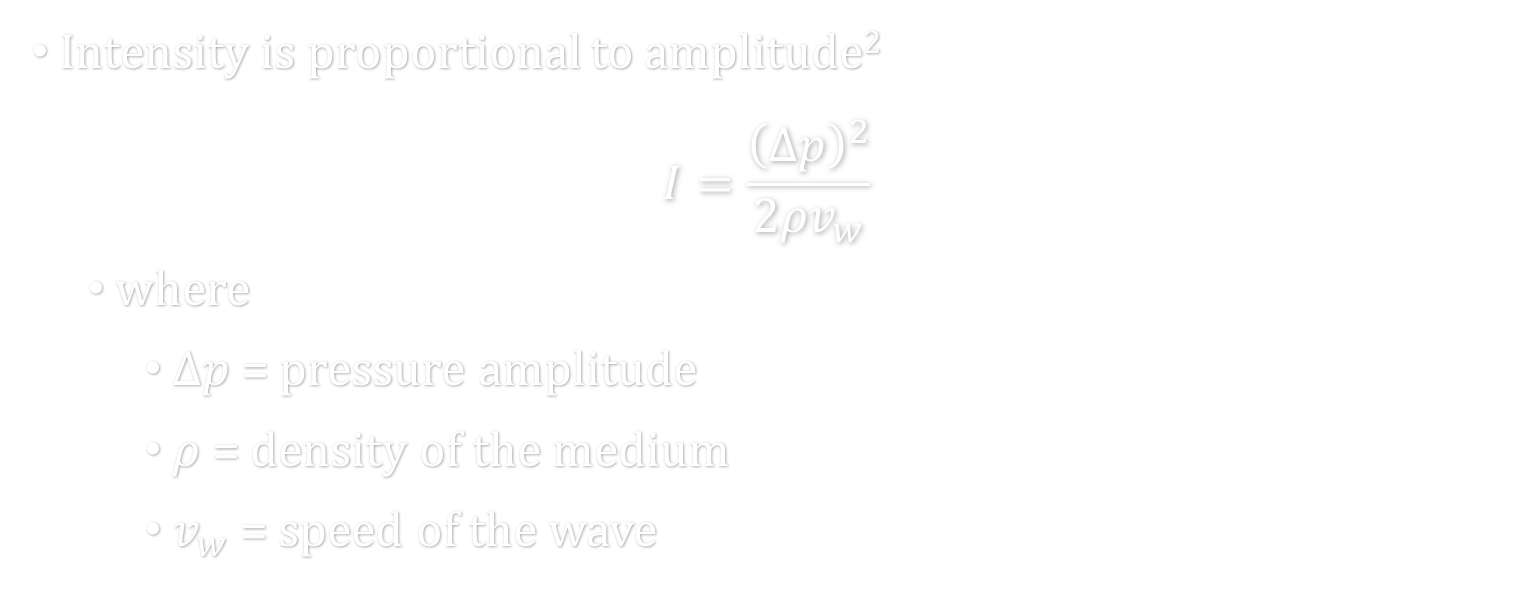 • Intensity is proportional to amplitude²
I = (Δp)² / 2ρv_w
• where
• Δp = pressure amplitude
• ρ = density of the medium
• v_w = speed of the wave